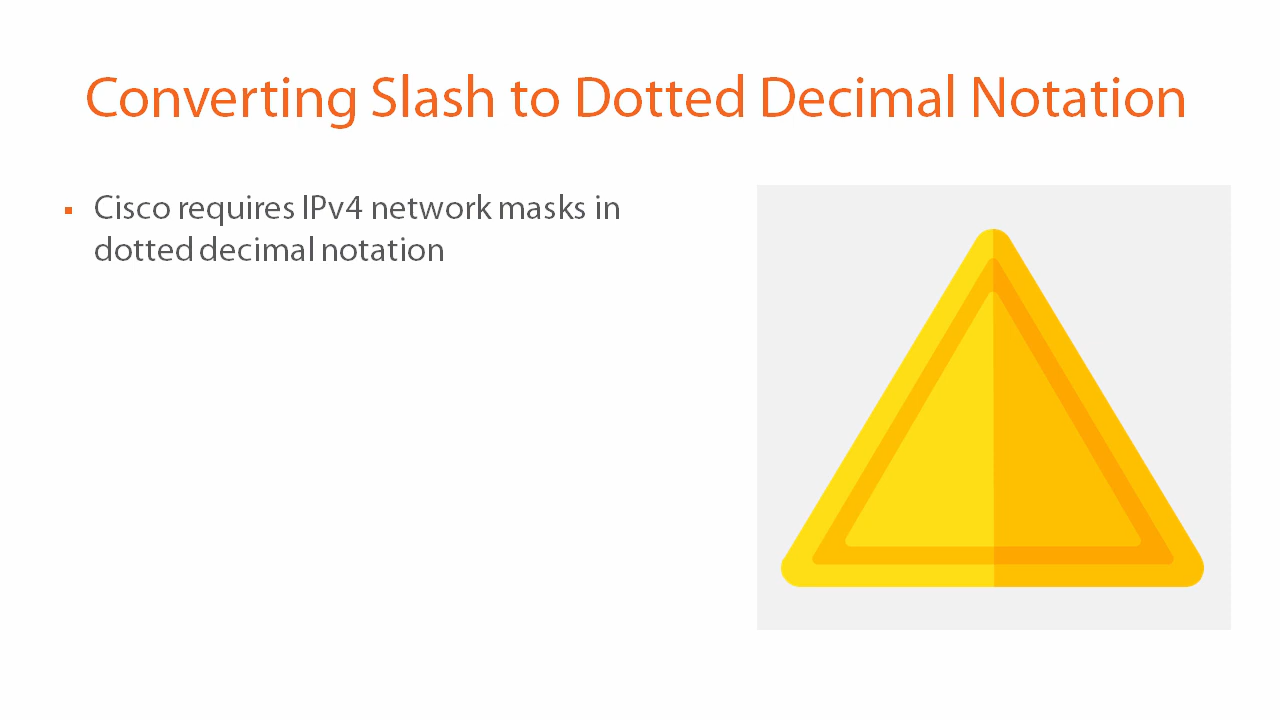 Converting Slash to Dotted Decimal Notation
▪ Cisco requires IPv4 network masks in
dotted decimal notation